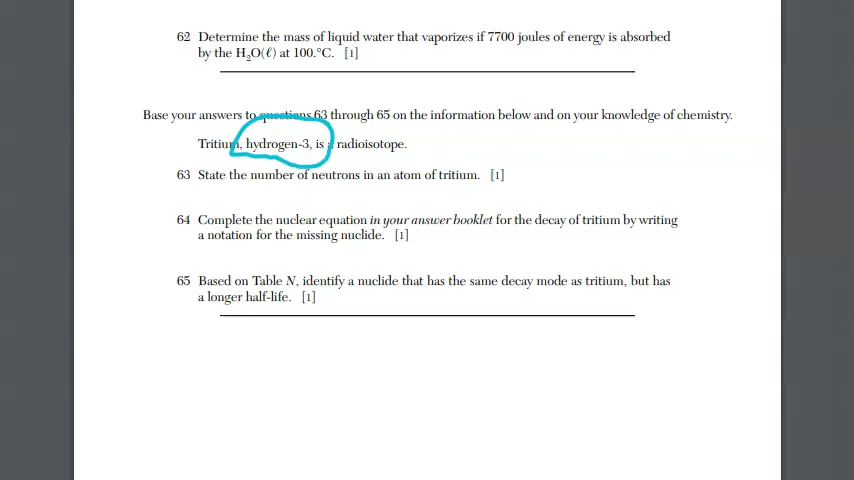 62 Determine the mass of liquid water that vaporizes if 7700 joules of energy is absorbed
by the H₂O(ℓ) at 100.°C. [1]
Base your answers to questions 63 through 65 on the information below and on your knowledge of chemistry.
Tritium, hydrogen-3, is a radioisotope.
63 State the number of neutrons in an atom of tritium. [1]
64 Complete the nuclear equation in your answer booklet for the decay of tritium by writing
a notation for the missing nuclide. [1]
65 Based on Table N, identify a nuclide that has the same decay mode as tritium, but has
a longer half-life. [1]